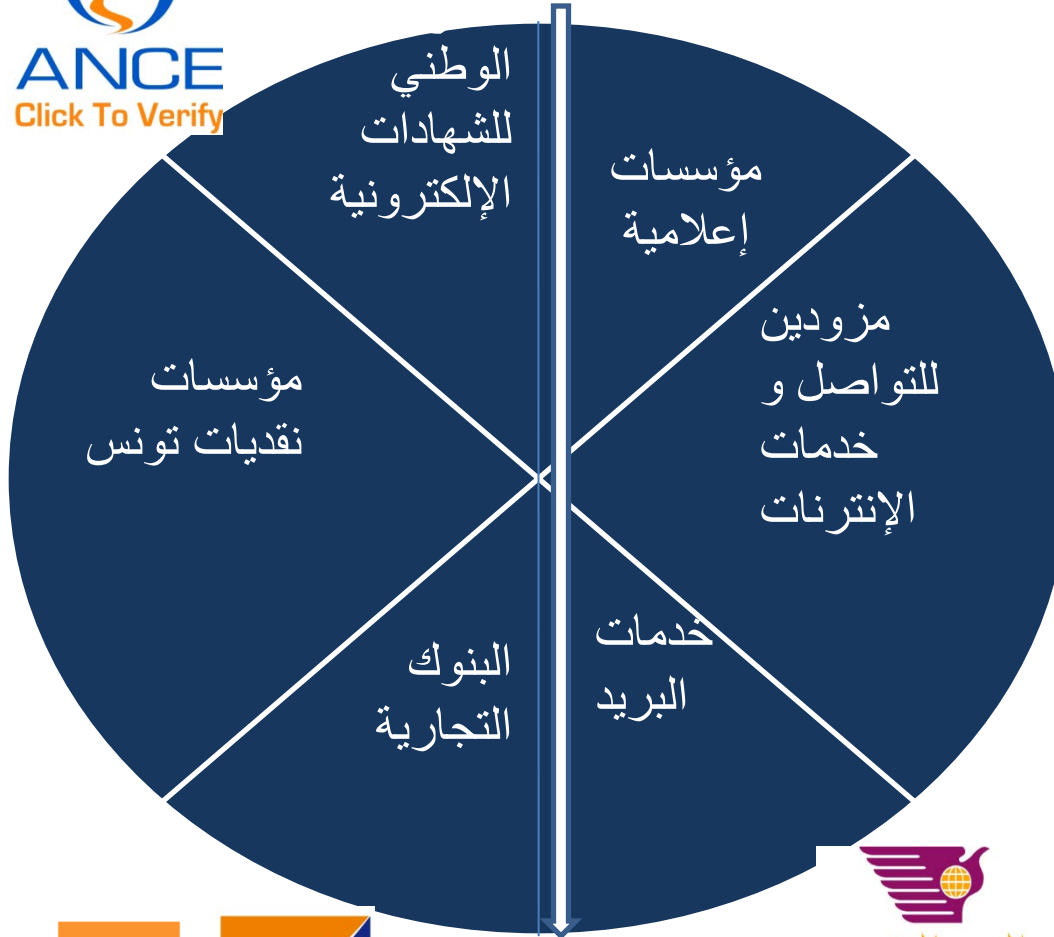 ANCE
Click To Verify
الوطني
للشهادات
الإلكترونية
مؤسسات
إعلامية
مزودين
للتواصل و
خدمات
الإنترنات
مؤسسات
نقديات تونس
خدمات
البريد
البنوك
التجارية